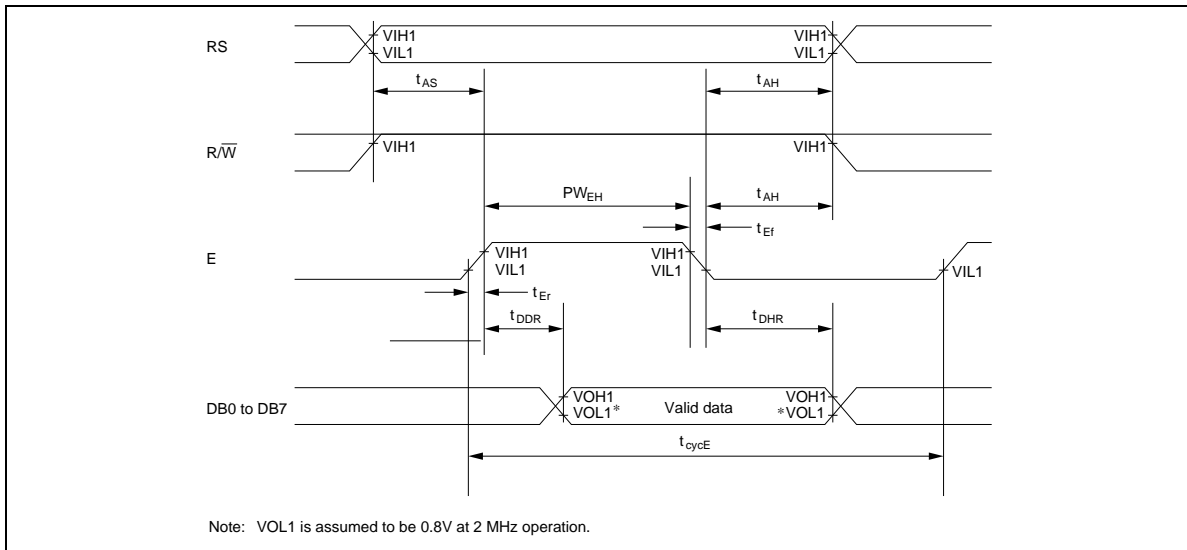 RS
VIH1
VIL1
VIH1
VIL1
tAS
tAH
R/W̅
VIH1
VIH1
PWEH
tAH
tEf
E
VIH1
VIL1
VIH1
VIL1
VIL1
tEr
tDDR
tDHR
DB0 to DB7
VOH1
VOL1*
Valid data
VOH1
*VOL1
tcycE
Note: VOL1 is assumed to be 0.8V at 2 MHz operation.